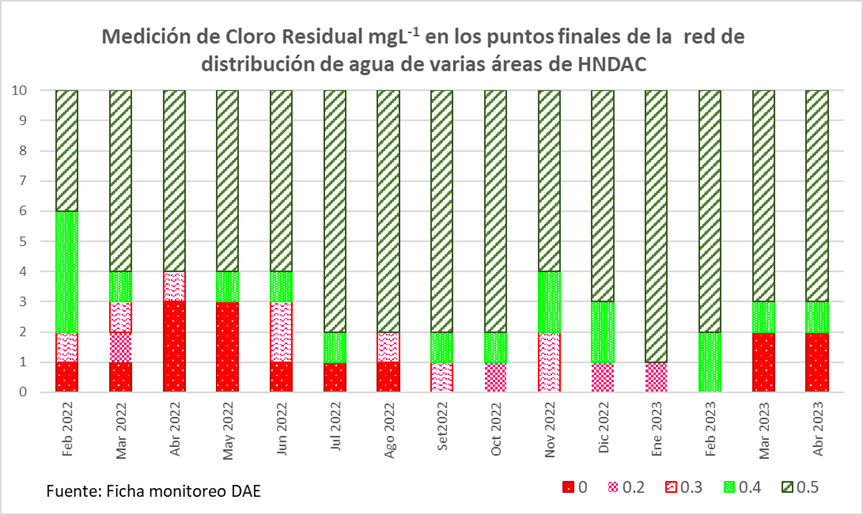 Medición de Cloro Residual mgL-1 en los puntos finales de la red de
distribución de agua de varias áreas de HNDAC
10
9
8
7
6
5
4
3
2
1
0
Feb 2022
Mar 2022
Abr 2022
May 2022
Jun 2022
Jul 2022
Ago 2022
Set2022
Oct 2022
Nov 2022
Dic 2022
Ene 2023
Feb 2023
Mar 2023
Abr 2023
Fuente: Ficha monitoreo DAE
0
0.2
0.3
0.4
0.5